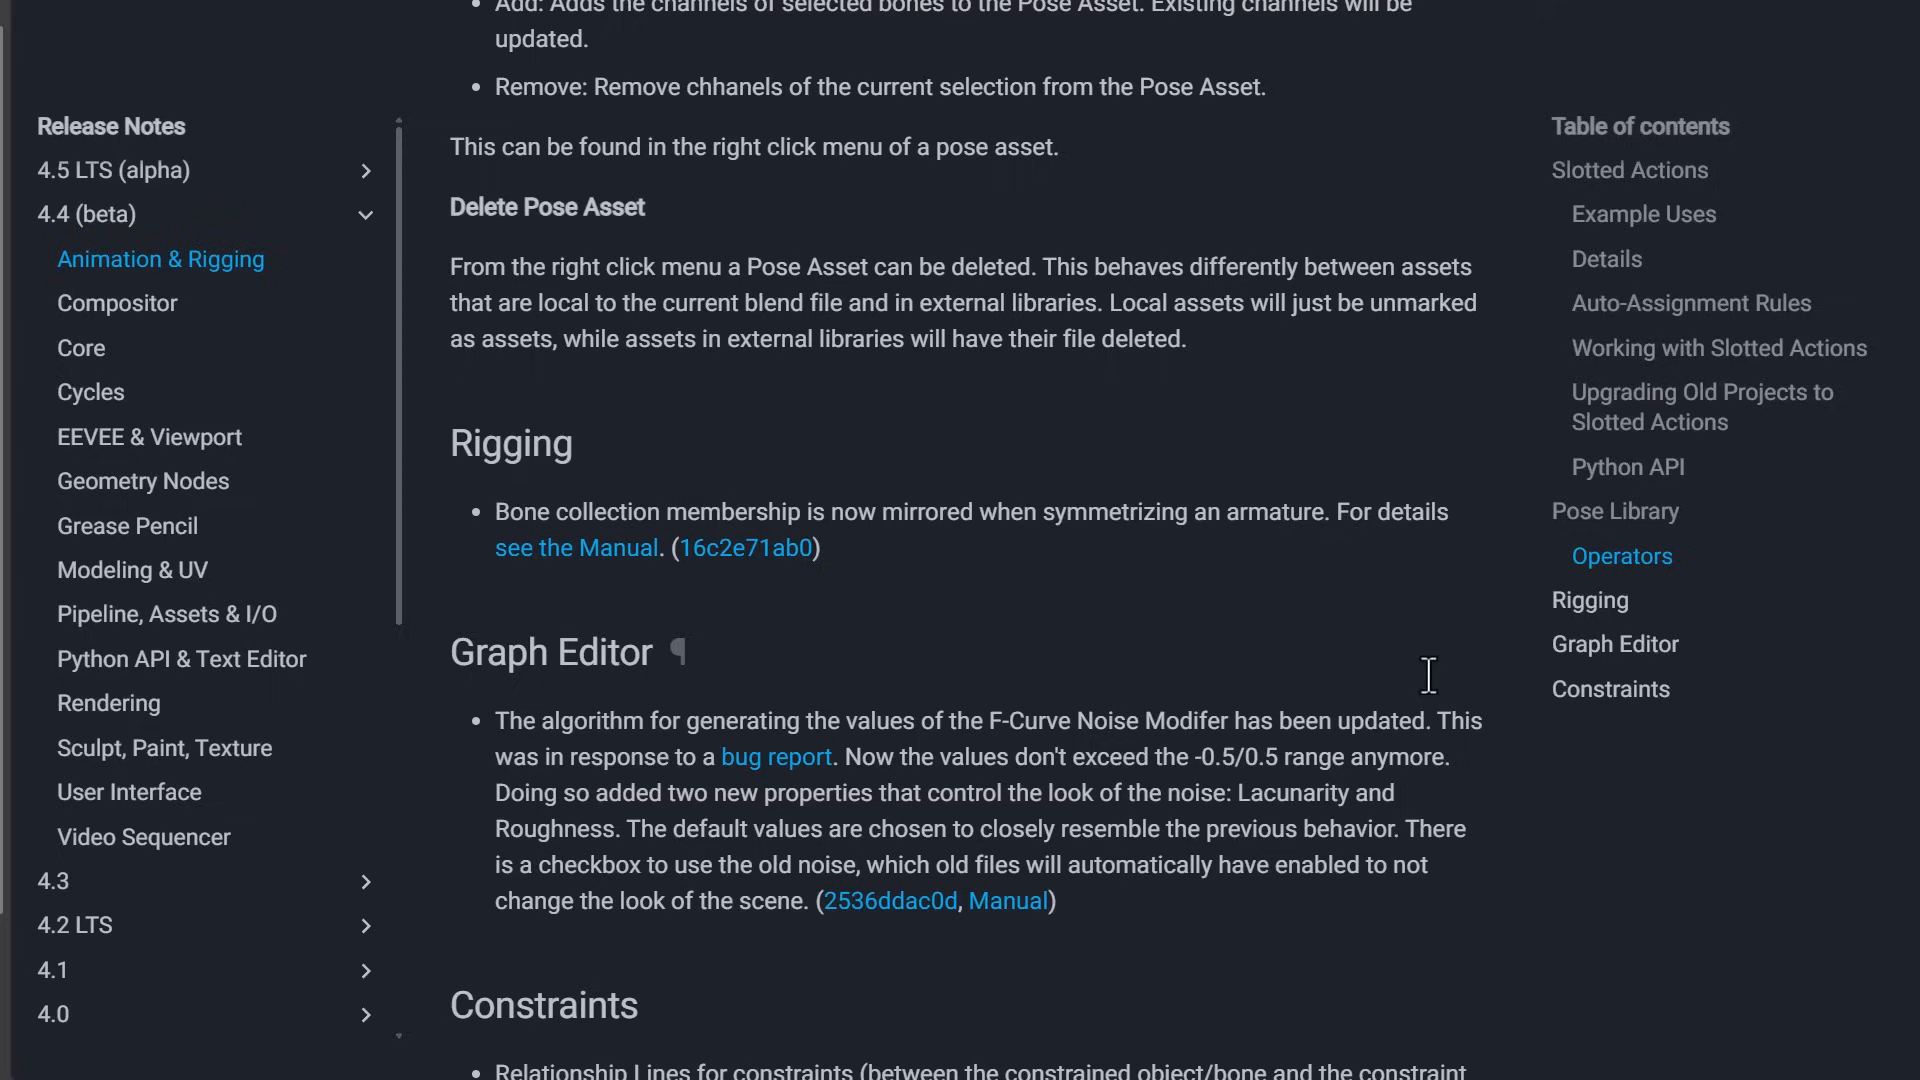 Release Notes
4.5 LTS (alpha)
4.4 (beta)
Animation & Rigging
Compositor
Core
Cycles
EEVEE & Viewport
Geometry Nodes
Grease Pencil
Modeling & UV
Pipeline, Assets & I/O
Python API & Text Editor
Rendering
Sculpt, Paint, Texture
User Interface
Video Sequencer
4.3
4.2 LTS
4.1
4.0
• Add: Adds the channels of selected bones to the Pose Asset. Existing channels will be
updated.
• Remove: Remove chhanels of the current selection from the Pose Asset.
This can be found in the right click menu of a pose asset.
Delete Pose Asset
From the right click menu a Pose Asset can be deleted. This behaves differently between assets
that are local to the current blend file and in external libraries. Local assets will just be unmarked
as assets, while assets in external libraries will have their file deleted.
Rigging
• Bone collection membership is now mirrored when symmetrizing an armature. For details
see the Manual. (16c2e71ab0)
Graph Editor ¶
• The algorithm for generating the values of the F-Curve Noise Modifer has been updated. This
was in response to a bug report. Now the values don't exceed the -0.5/0.5 range anymore.
Doing so added two new properties that control the look of the noise: Lacunarity and
Roughness. The default values are chosen to closely resemble the previous behavior. There
is a checkbox to use the old noise, which old files will automatically have enabled to not
change the look of the scene. (2536ddac0d, Manual)
Constraints
• Relationship Lines for constraints (between the constrained object/bone and the constraint
Table of contents
Slotted Actions
Example Uses
Details
Auto-Assignment Rules
Working with Slotted Actions
Upgrading Old Projects to
Slotted Actions
Python API
Pose Library
Operators
Rigging
Graph Editor
Constraints